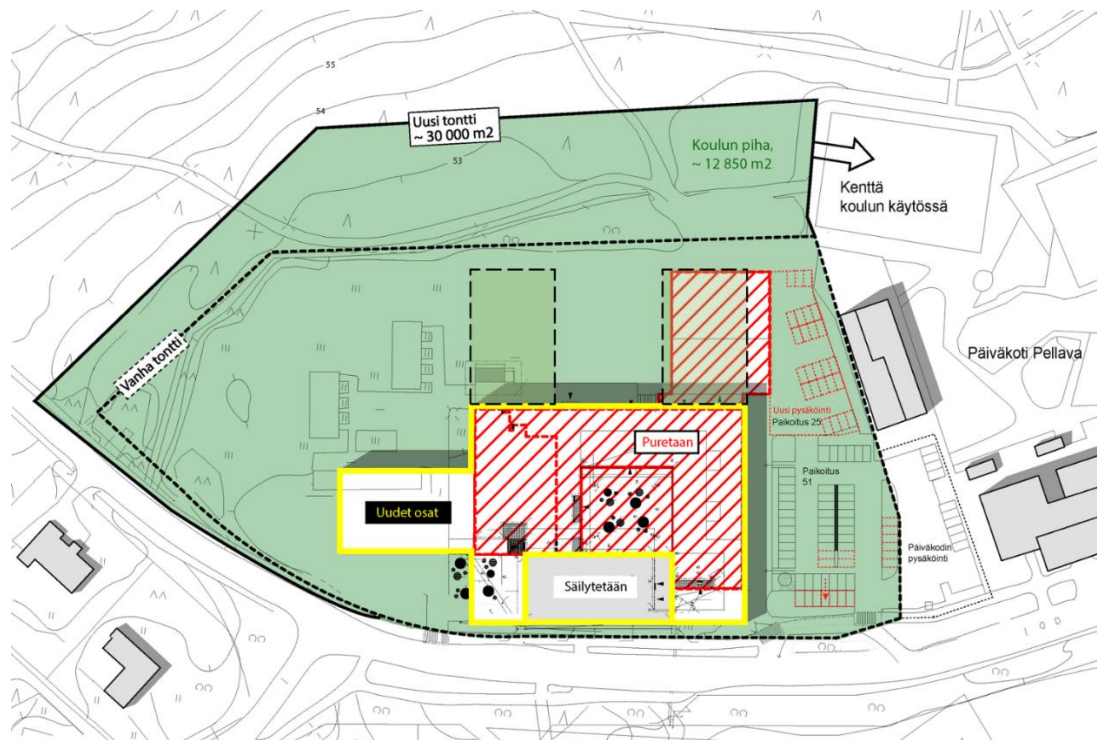 55
54
Uusi tontti
~ 30 000 m2
53
Koulun piha,
~ 12 850 m2
Kenttä
koulun käytössä
Vanha tontti
Päiväkoti Pellava
Uusi pysäköinti
Paikoitus 25
Puretaan
Paikoitus
51
Uudet osat
Päiväkodin
pysäköinti
Säilytetään